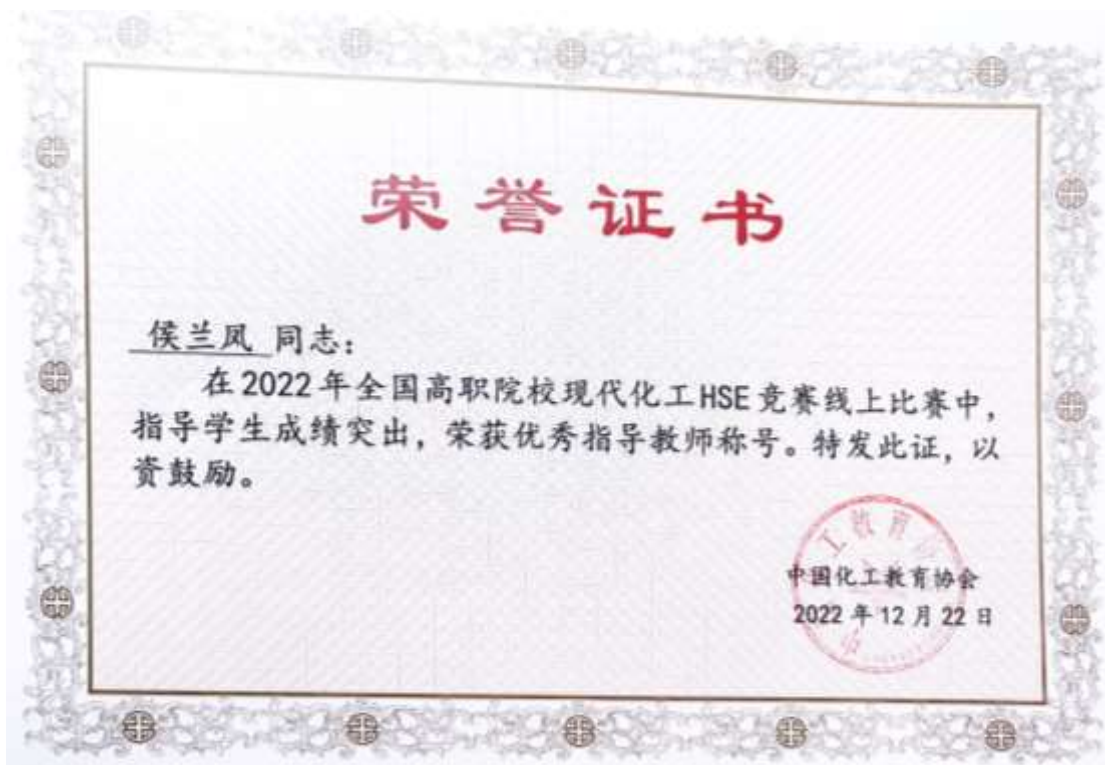 荣誉证书
侯兰凤 同志:
在2022年全国高职院校现代化工HSE竞赛线上比赛中,
指导学生成绩突出,荣获优秀指导教师称号。特发此证,以
资鼓励。
工教育
中国化工教育协会
2022年12月22日